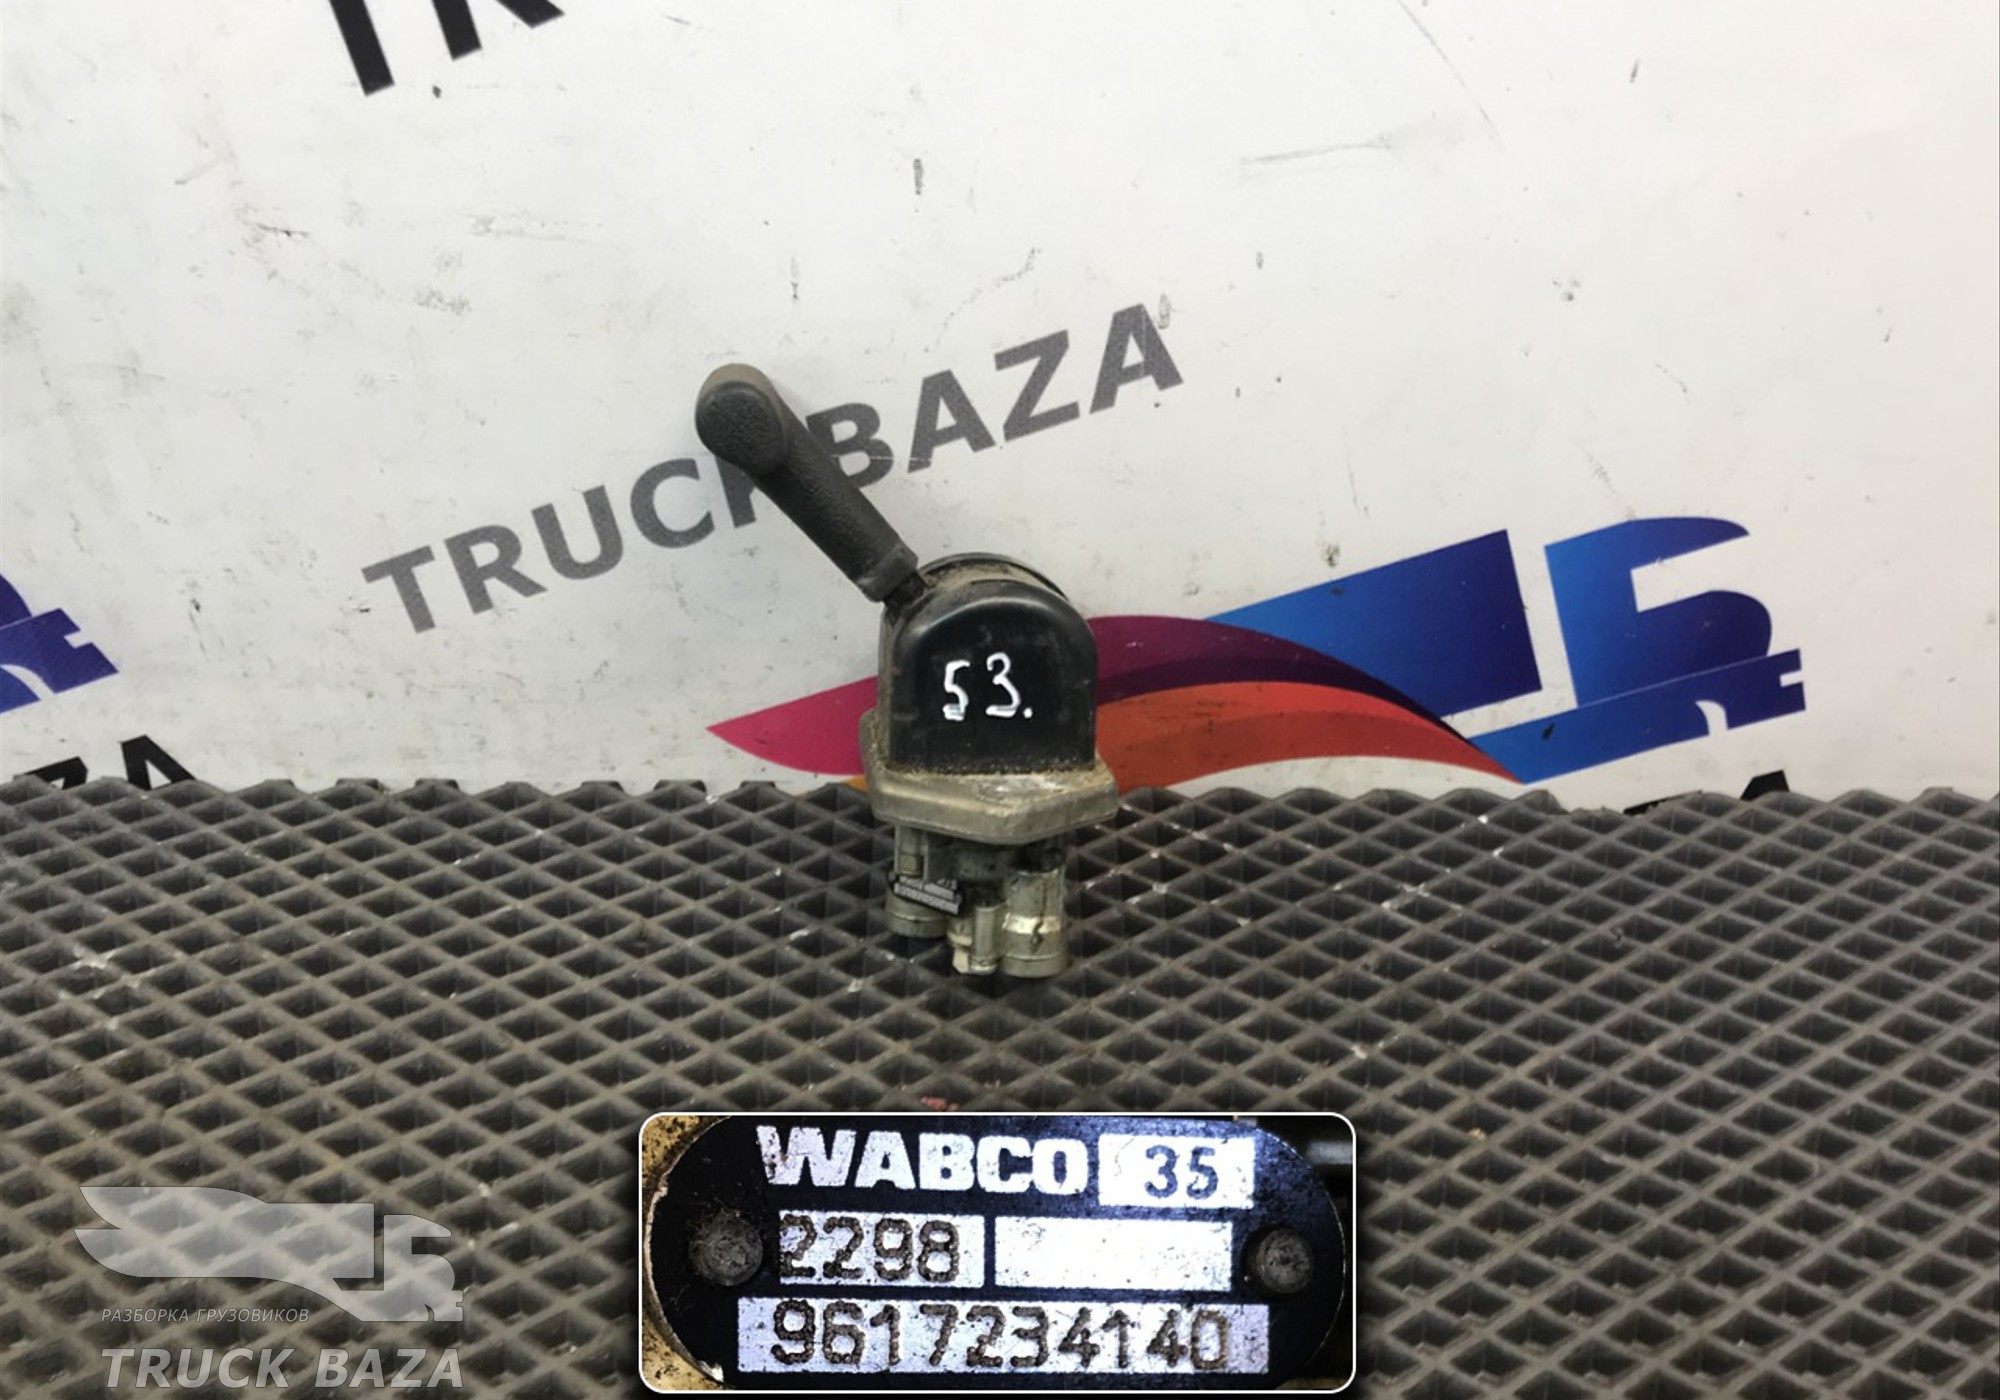 TRUCK BAZA
53.
WABCO 35
2298
9617234140
РАЗБОРКА ГРУЗОВИКОВ
TRUCK BAZA